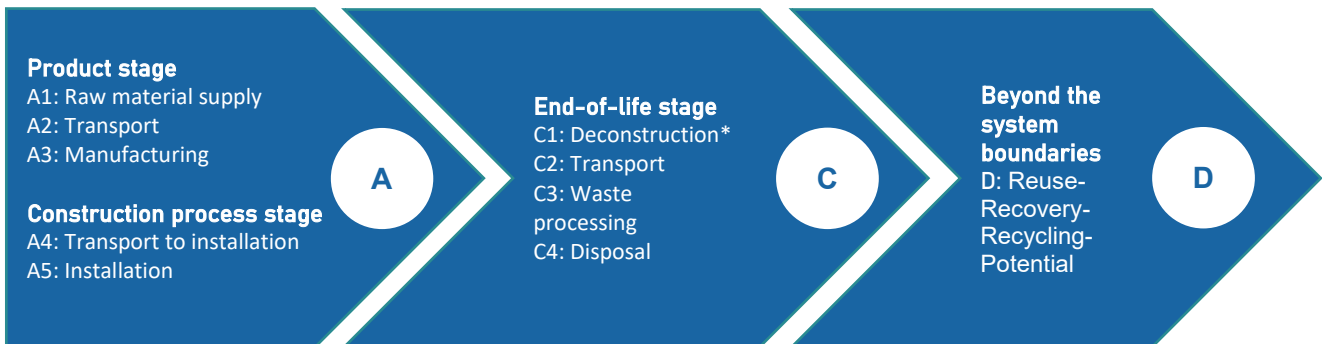 Product stage
A1: Raw material supply
A2: Transport
A3: Manufacturing
Construction process stage
A4: Transport to installation
A5: Installation
A
End-of-life stage
C1: Deconstruction*
C2: Transport
C3: Waste
processing
C4: Disposal
C
Beyond the
system
boundaries
D: Reuse-
Recovery-
Recycling-
Potential
D